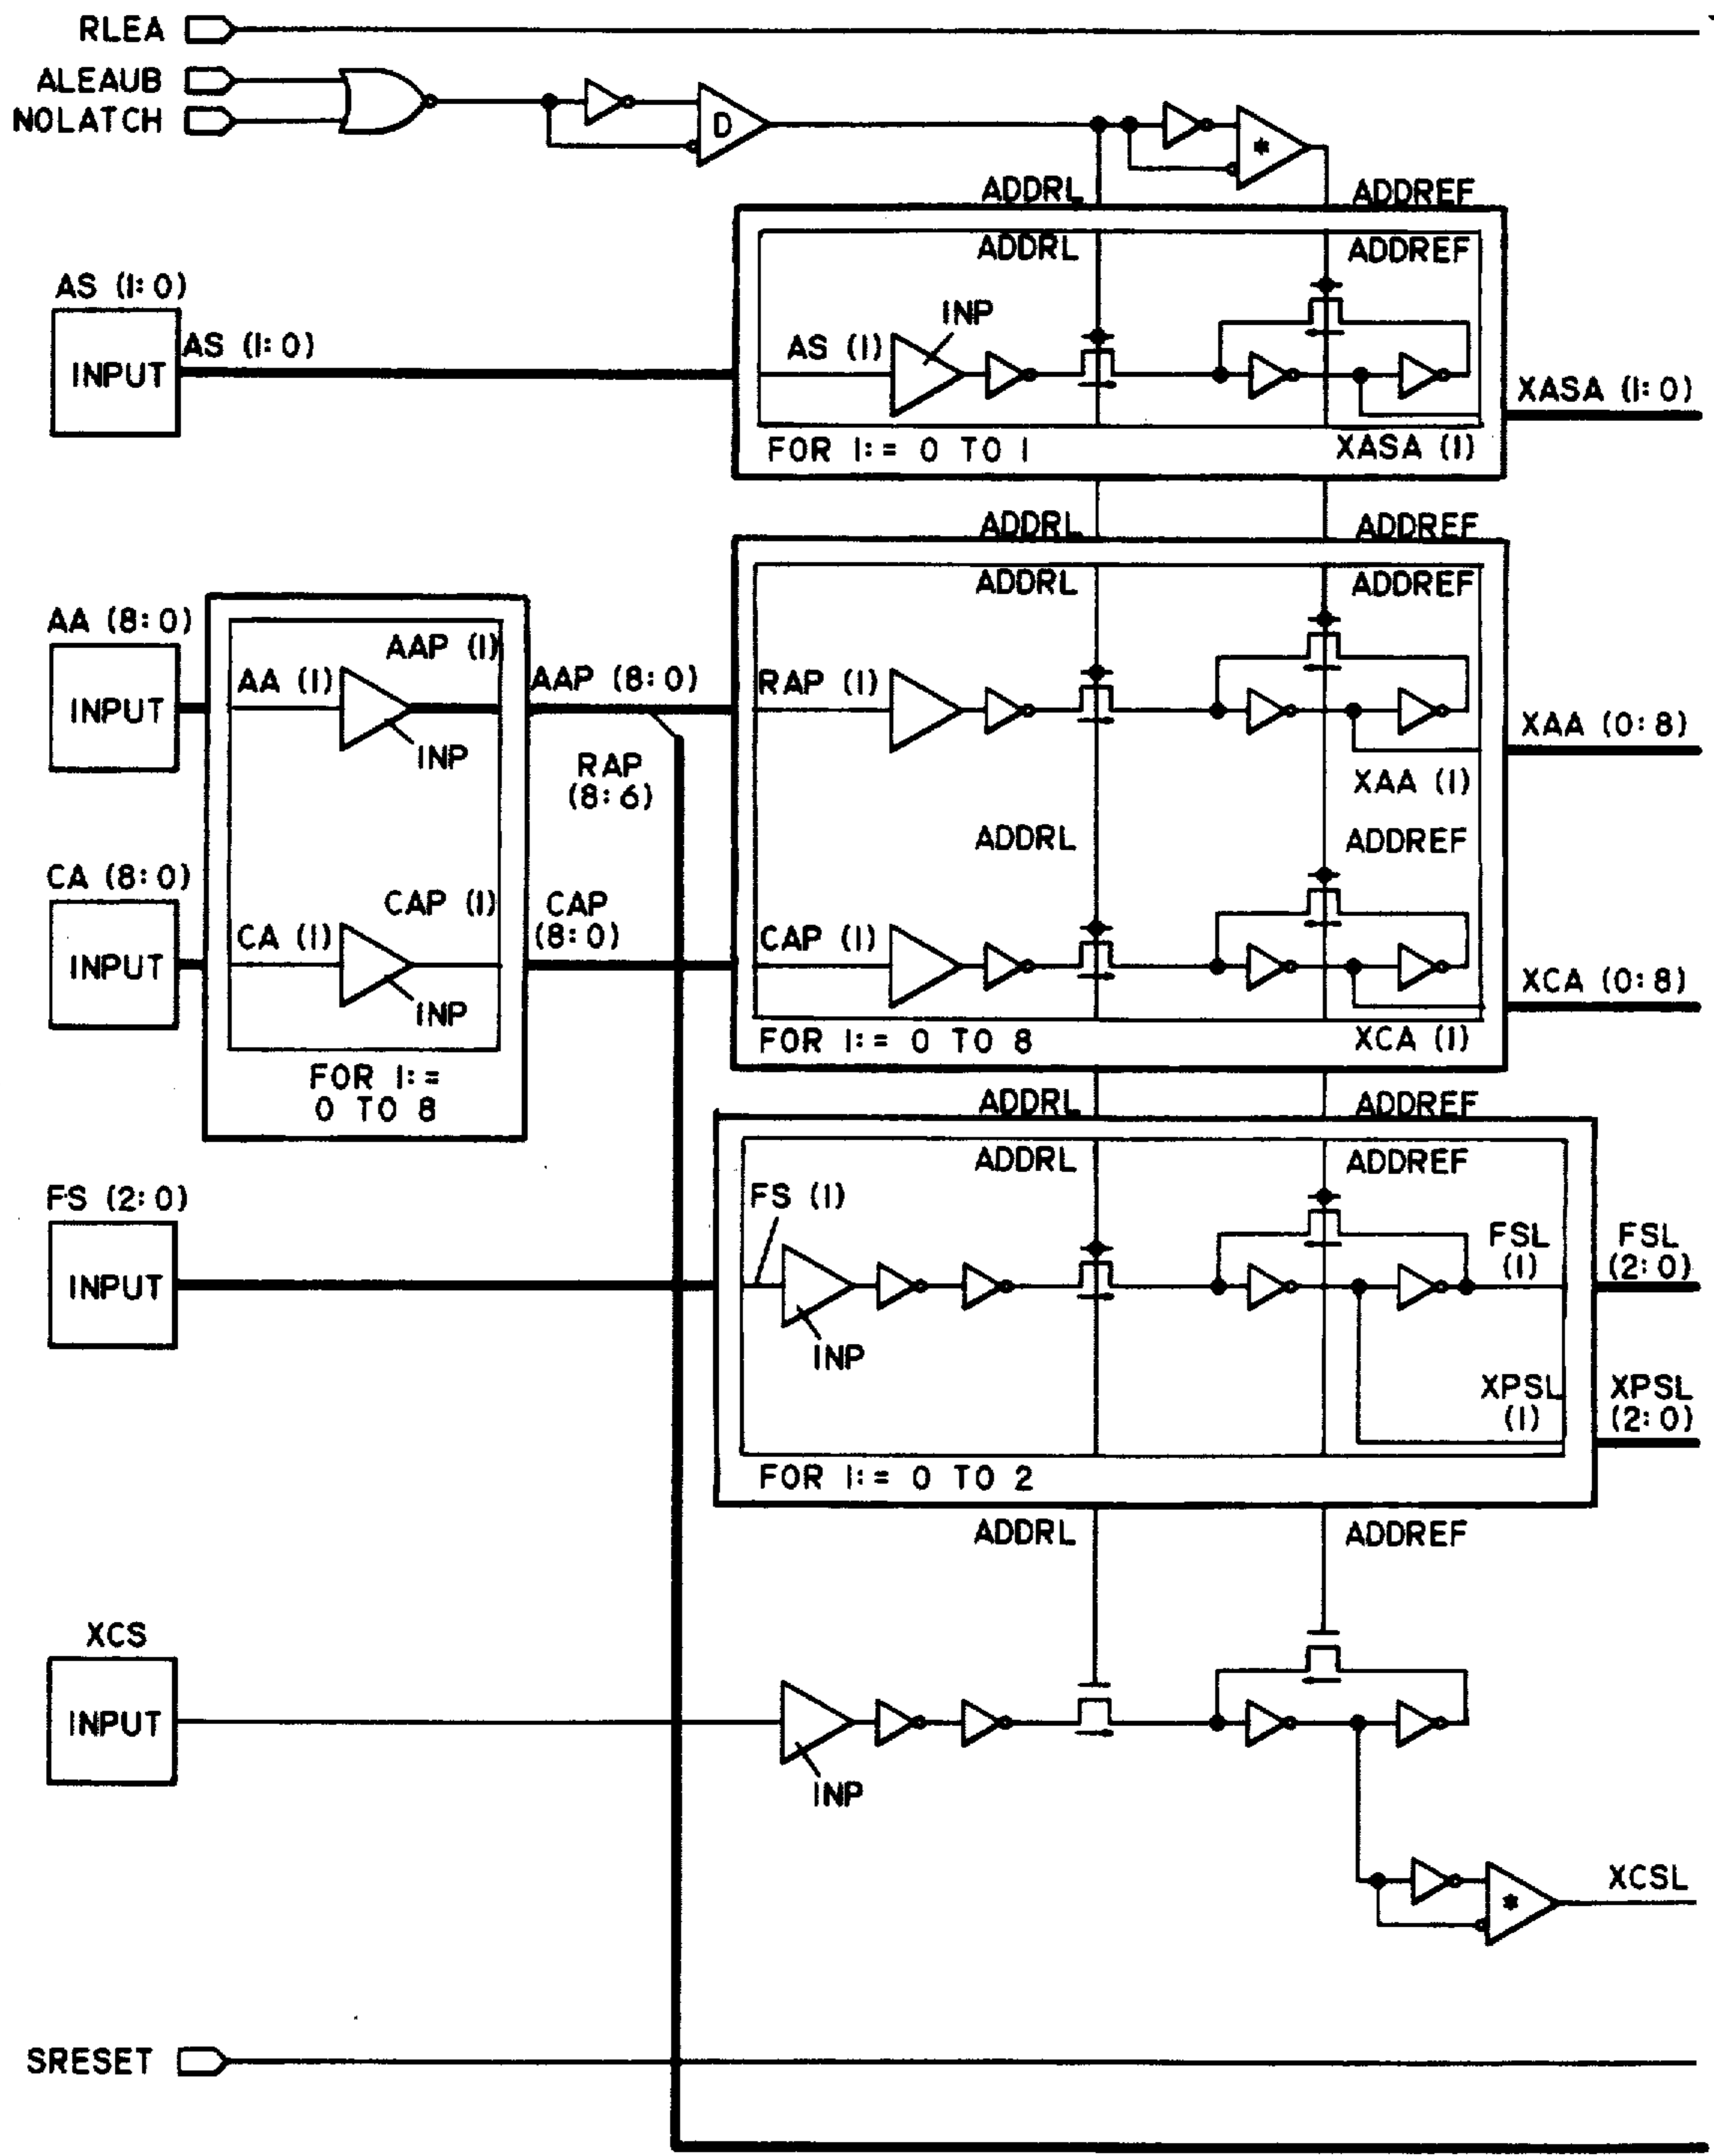 RLEA
ALEAUB
NOLATCH
D
*
ADDRL
ADDREF
ADDRL
ADDREF
AS (I:0)
INPUT
AS (I:0)
AS (I)
INP
XASA (I:0)
FOR I:= 0 TO I
XASA (I)
ADDRL
ADDREF
ADDRL
ADDREF
AA (8:0)
INPUT
AA (I)
AAP (I)
INP
AAP (8:0)
RAP
(8:6)
RAP (I)
XAA (0:8)
XAA (I)
ADDRL
ADDREF
CA (8:0)
INPUT
CA (I)
CAP (I)
INP
CAP
(8:0)
CAP (I)
XCA (0:8)
FOR I:= 0 TO 8
XCA (I)
FOR I:=
0 TO 8
ADDRL
ADDREF
ADDRL
ADDREF
FS (2:0)
INPUT
FS (I)
INP
FSL
(I)
FSL
(2:0)
XPSL
(I)
XPSL
(2:0)
FOR I:= 0 TO 2
ADDRL
ADDREF
XCS
INPUT
INP
*
XCSL
SRESET